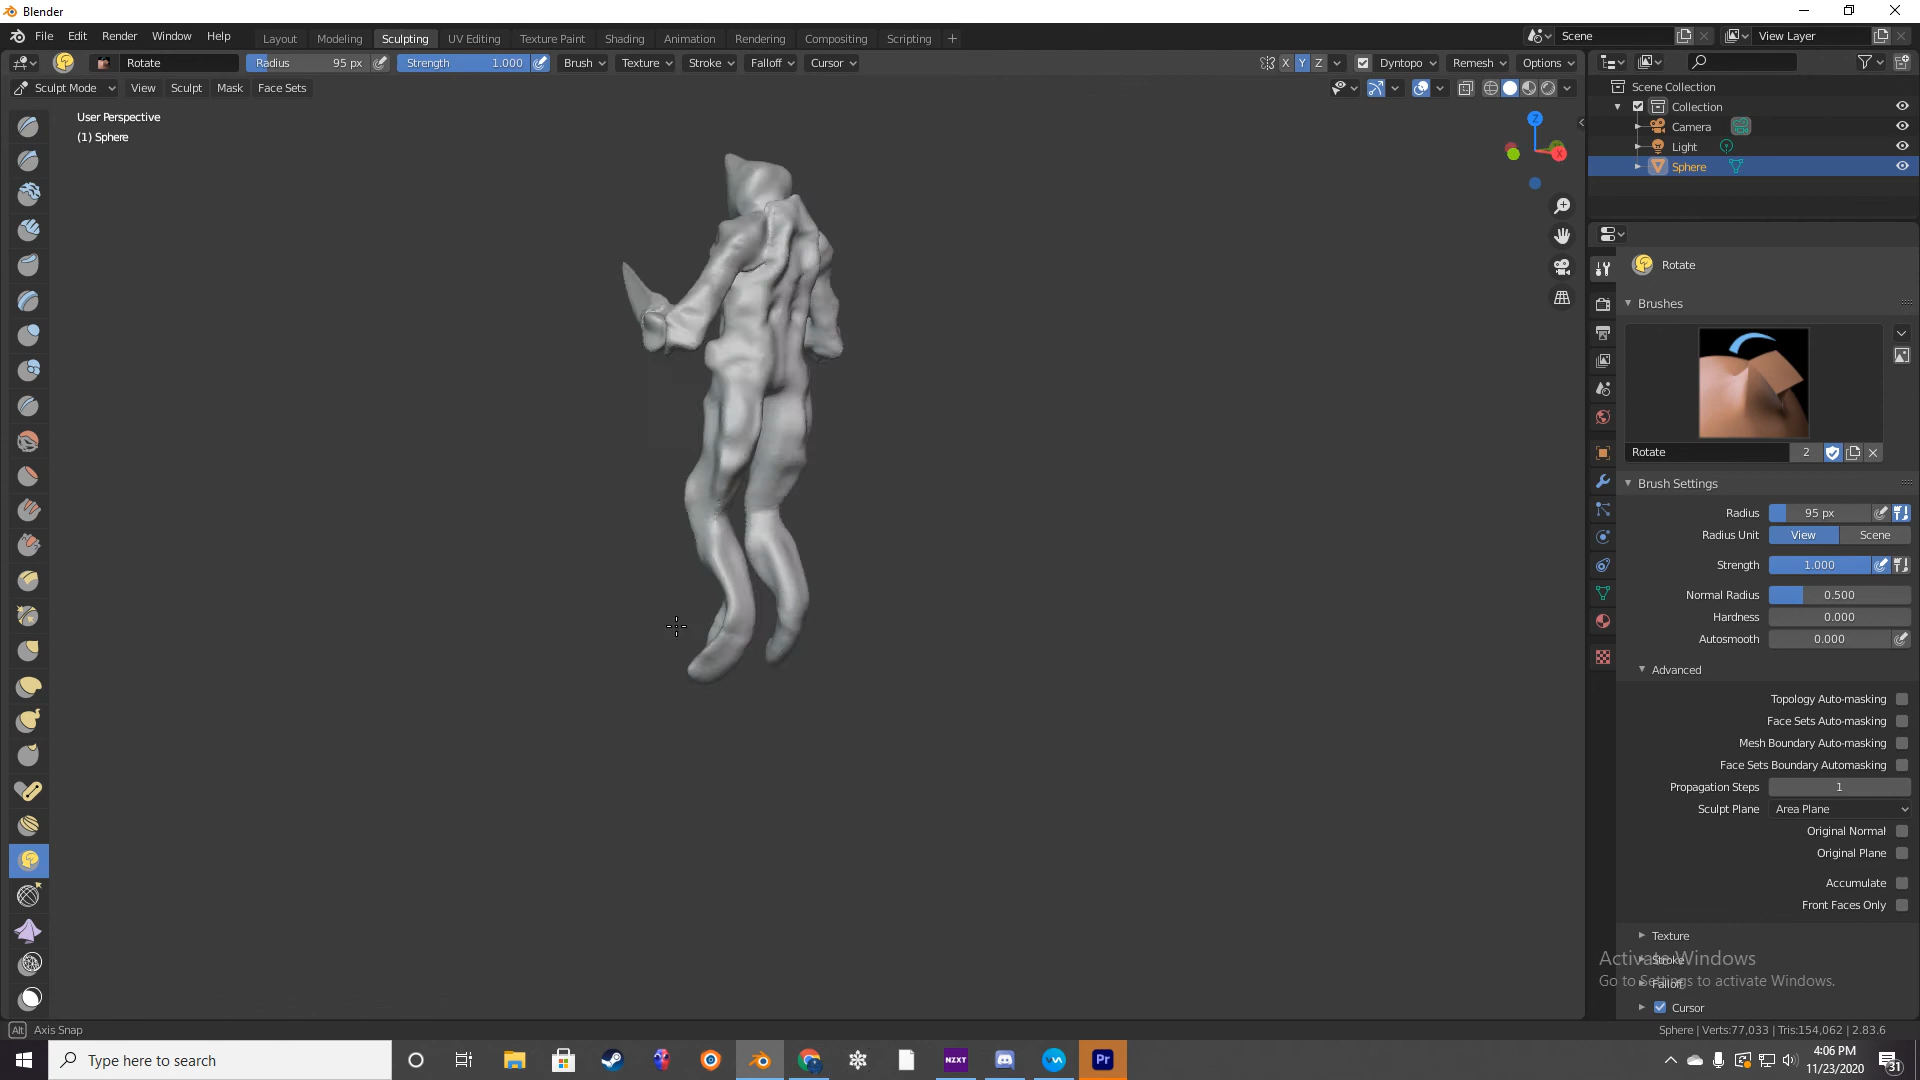 Blender
File Edit Render Window Help
Layout Modeling Sculpting UV Editing Texture Paint Shading Animation Rendering Compositing Scripting +
Scene
View Layer
Rotate
Radius 95 px
Strength 1.000
Brush Texture Stroke Falloff Cursor
X Y Z
Dyntopo Remesh Options
Sculpt Mode View Sculpt Mask Face Sets
User Perspective
(1) Sphere
Z
X
Scene Collection
Collection
Camera
Light
Sphere
Rotate
Brushes
Rotate 2
Brush Settings
Radius 95 px
Radius Unit View Scene
Strength 1.000
Normal Radius 0.500
Hardness 0.000
Autosmooth 0.000
Advanced
Topology Auto-masking
Face Sets Auto-masking
Mesh Boundary Auto-masking
Face Sets Boundary Automasking
Propagation Steps 1
Sculpt Plane Area Plane
Original Normal
Original Plane
Accumulate
Front Faces Only
Texture
Stroke
Falloff
Cursor
Activate Windows
Go to Settings to activate Windows.
Alt Axis Snap
Sphere | Verts:77,033 | Tris:154,062 | 2.83.6
Type here to search
NZXT
Pr
4:06 PM
11/23/2020
31